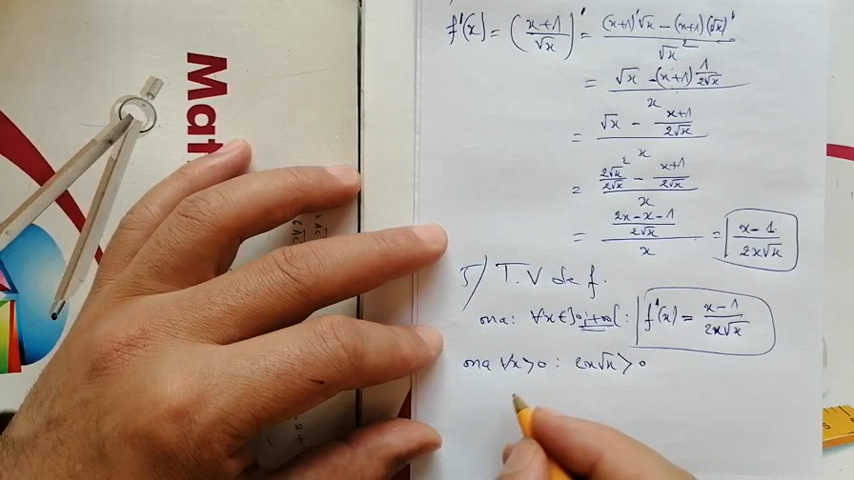 f'(x) = (x+1/√x)' = (x+1)'√x - (x+1)(√x)' / √x²
= √x - (x+1) 1/2√x / x
= √x - x+1/2√x / x
= 2√x²/2√x - x+1/2√x / x
= 2x-x-1/2√x / x = x-1/2x√x
5/ T.V de f.
ona: ∀x∈]0,+∞[ : f'(x) = x-1/2x√x
ona ∀x>0 : 2x√x>0
Mat